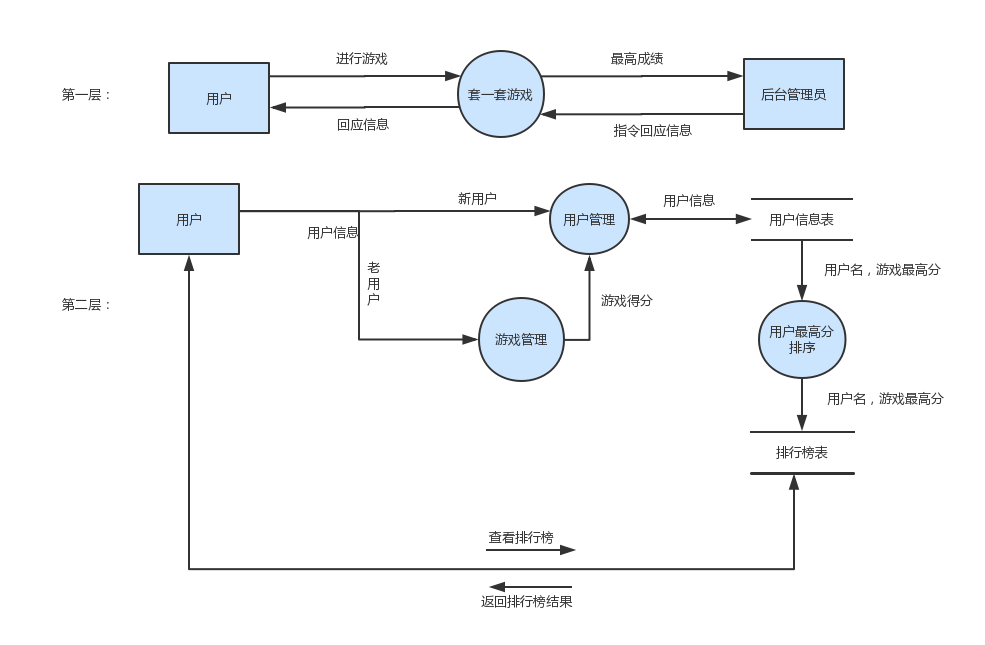 进行游戏
最高成绩
第一层：
用户
套一套游戏
后台管理员
回应信息
指令回应信息
用户
新用户
用户管理
用户信息
用户信息表
用户信息
老
用
户
用户名，游戏最高分
第二层：
游戏得分
游戏管理
用户最高分
排序
用户名，游戏最高分
排行榜表
查看排行榜
返回排行榜结果